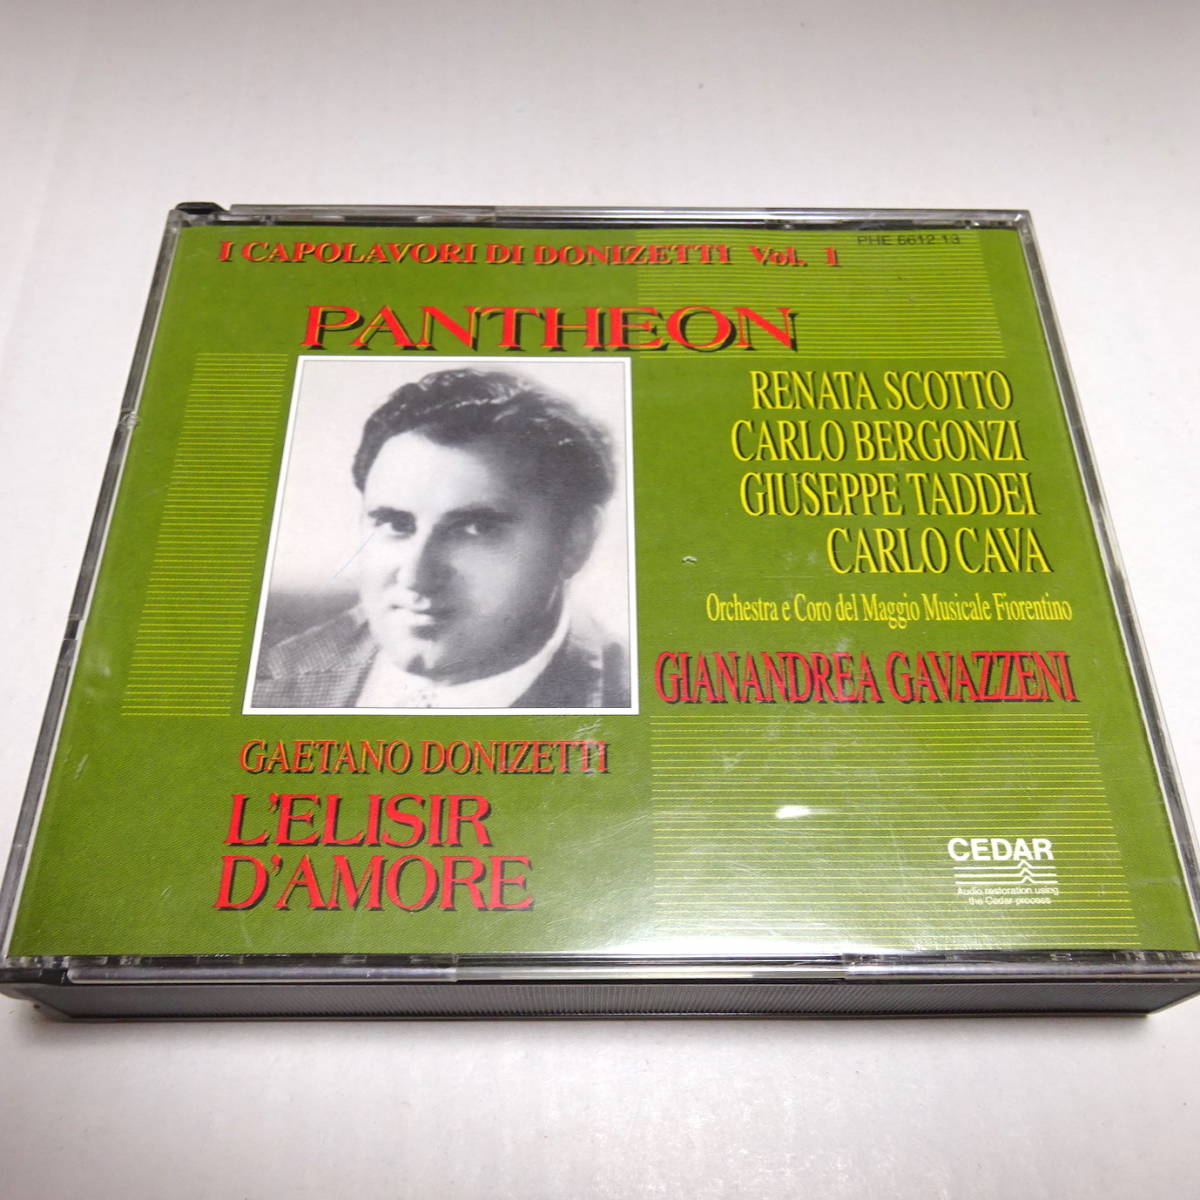 I CAPOLAVORI DI DONIZETTI Vol. 1
PHE 6612-13
PANTHEON
RENATA SCOTTO
CARLO BERGONZI
GIUSEPPE TADDEI
CARLO CAVA
Orchestra e Coro del Maggio Musicale Fiorentino
GIANANDREA GAVAZZENI
GAETANO DONIZETTI
L'ELISIR
D'AMORE
CEDAR
Audio restoration using
the Cedar process